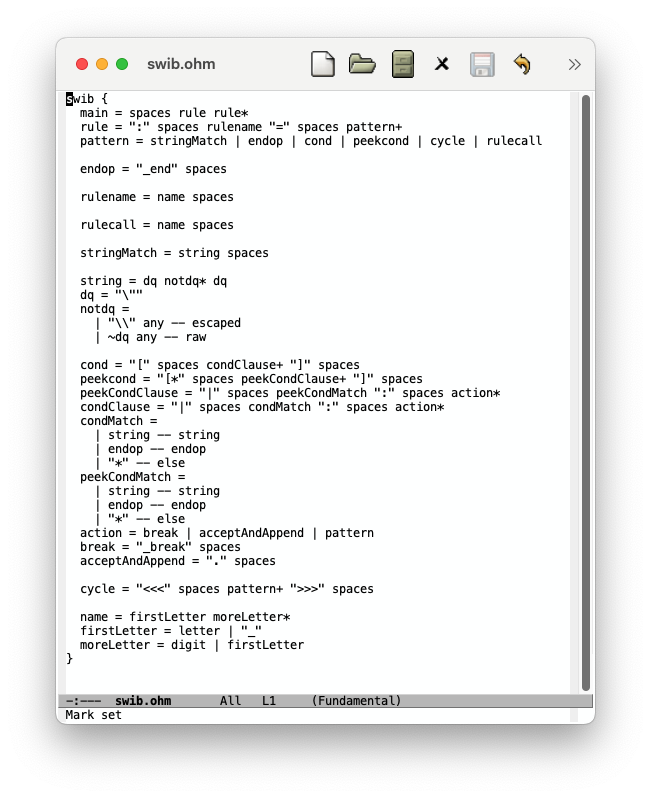 swib.ohm
swib {
  main = spaces rule rule*
  rule = ":" spaces rulename "=" spaces pattern+
  pattern = stringMatch | endop | cond | peekcond | cycle | rulecall

  endop = "_end" spaces

  rulename = name spaces

  rulecall = name spaces

  stringMatch = string spaces

  string = dq notdq* dq
  dq = "\""
  notdq =
    | "\\" any -- escaped
    | ~dq any -- raw

  cond = "[" spaces condClause+ "]" spaces
  peekcond = "[*" spaces peekCondClause+ "]" spaces
  peekCondClause = "|" spaces peekCondMatch ":" spaces action*
  condClause = "|" spaces condMatch ":" spaces action*
  condMatch =
    | string -- string
    | endop -- endop
    | "*" -- else
  peekCondMatch =
    | string -- string
    | endop -- endop
    | "*" -- else
  action = break | acceptAndAppend | pattern
  break = "_break" spaces
  acceptAndAppend = "." spaces

  cycle = "<<<" spaces pattern+ ">>>" spaces

  name = firstLetter moreLetter*
  firstLetter = letter | "_"
  moreLetter = digit | firstLetter
}
-:--- swib.ohm All L1 (Fundamental)
Mark set